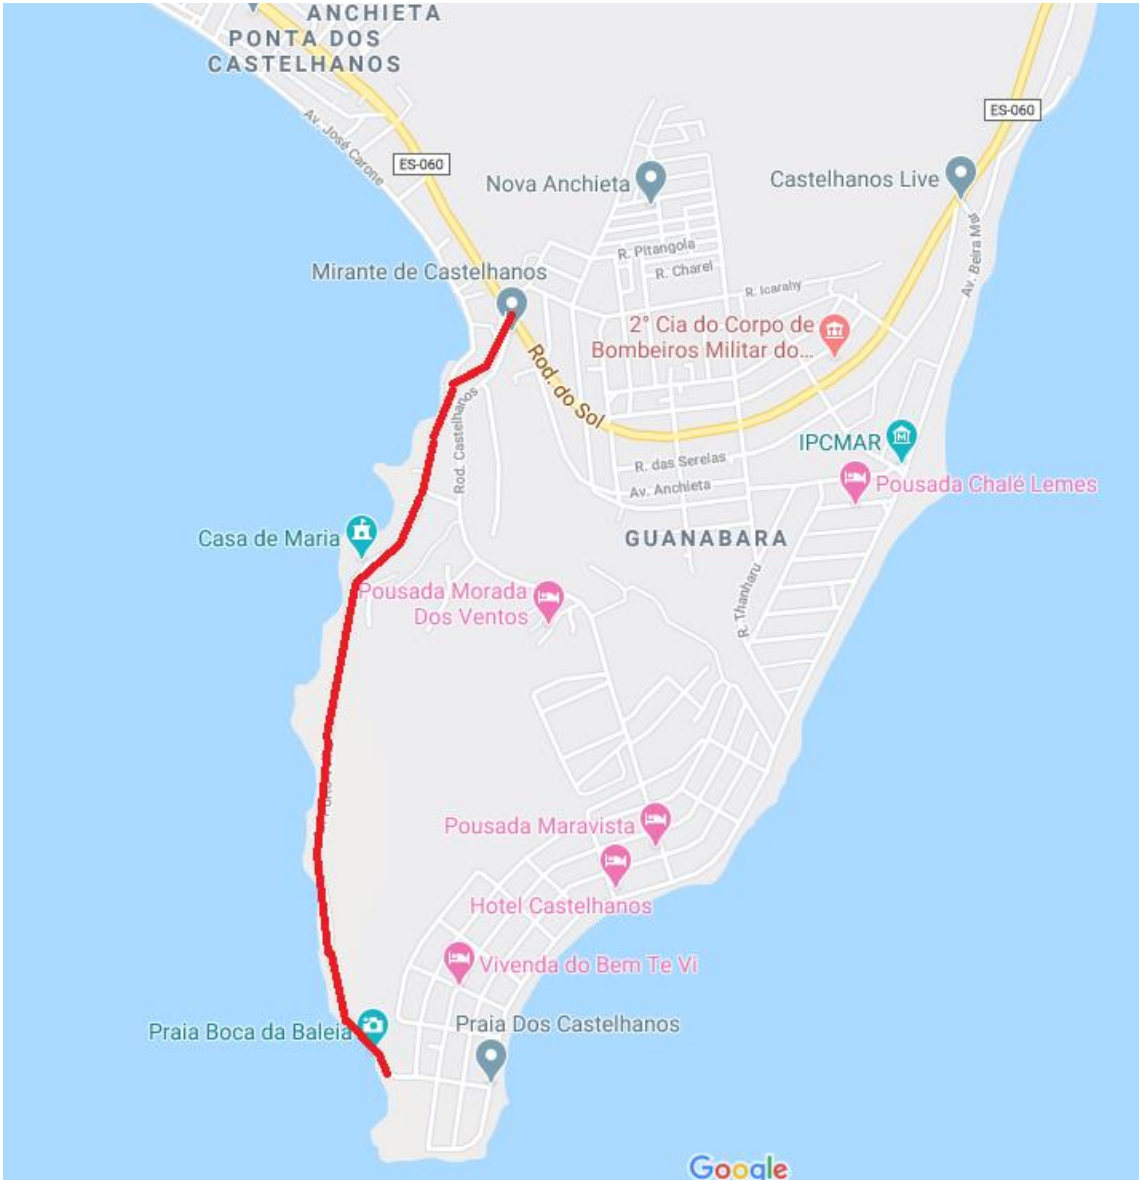 ANCHIETA
PONTA DOS
CASTELHANOS
Av. José Carone
ES-060
ES-060
Nova Anchieta
Castelhanos Live
R. Pitangola
R. Charel
R. Icarahy
Av. Beira Mar
Mirante de Castelhanos
2° Cia do Corpo de
Bombeiros Militar do...
Rod. do Sol
Rod. Castelhanos
IPCMAR
R. das Sereias
Av. Anchieta
Pousada Chalé Lemes
Casa de Maria
GUANABARA
Pousada Morada
Dos Ventos
R. Thanharu
Pousada Maravista
Hotel Castelhanos
Vivenda do Bem Te Vi
Praia Boca da Baleia
Praia Dos Castelhanos
Google